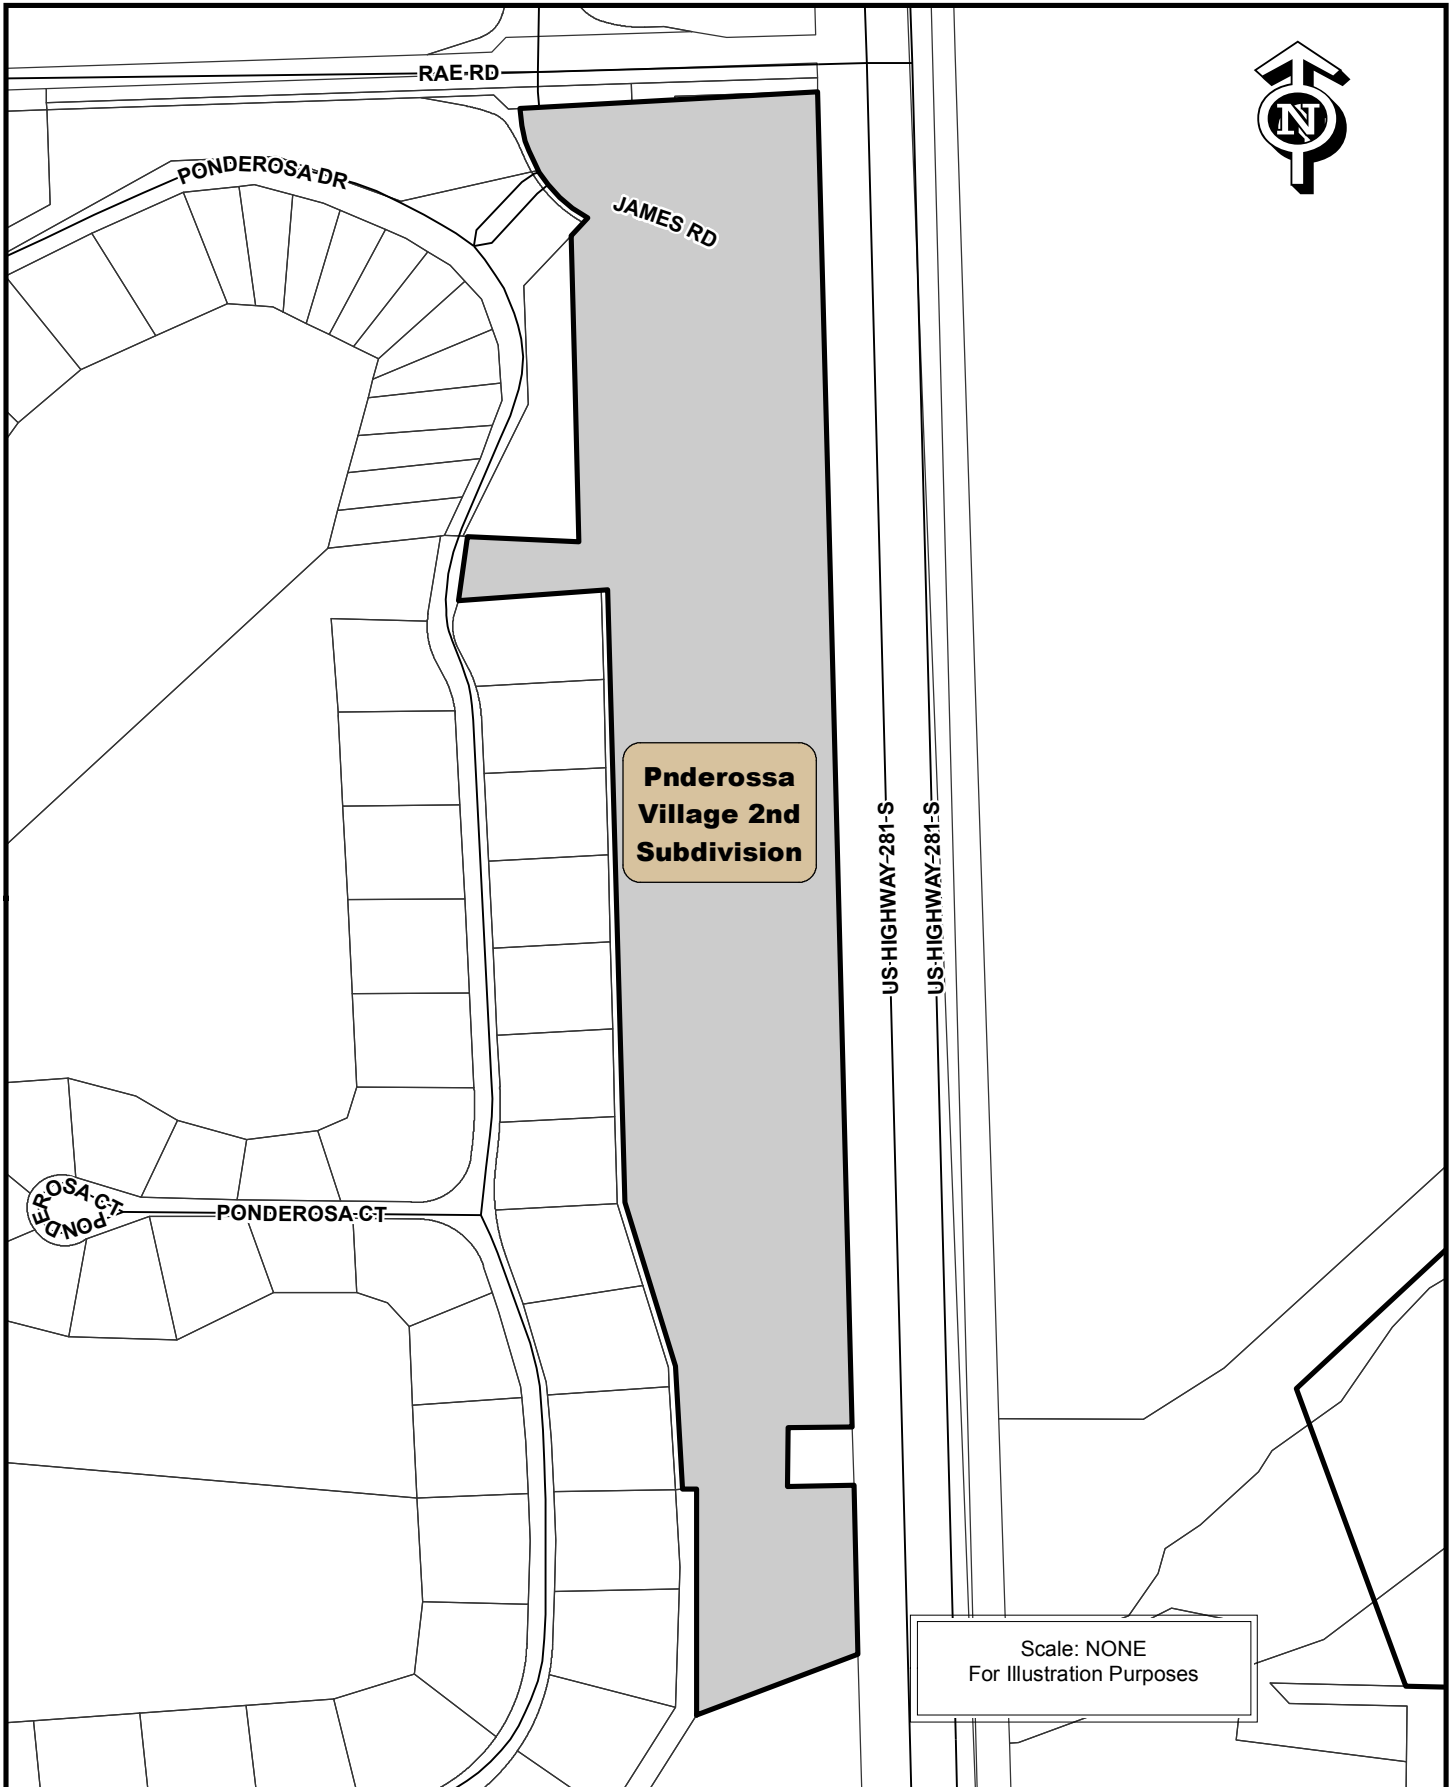 RAE RD
N
PONDEROSA DR
JAMES RD
Pnderossa
Village 2nd
Subdivision
US HIGHWAY 281 S
US HIGHWAY 281 S
PONDEROSA CT
PONDEROSA CT
Scale: NONE
For Illustration Purposes